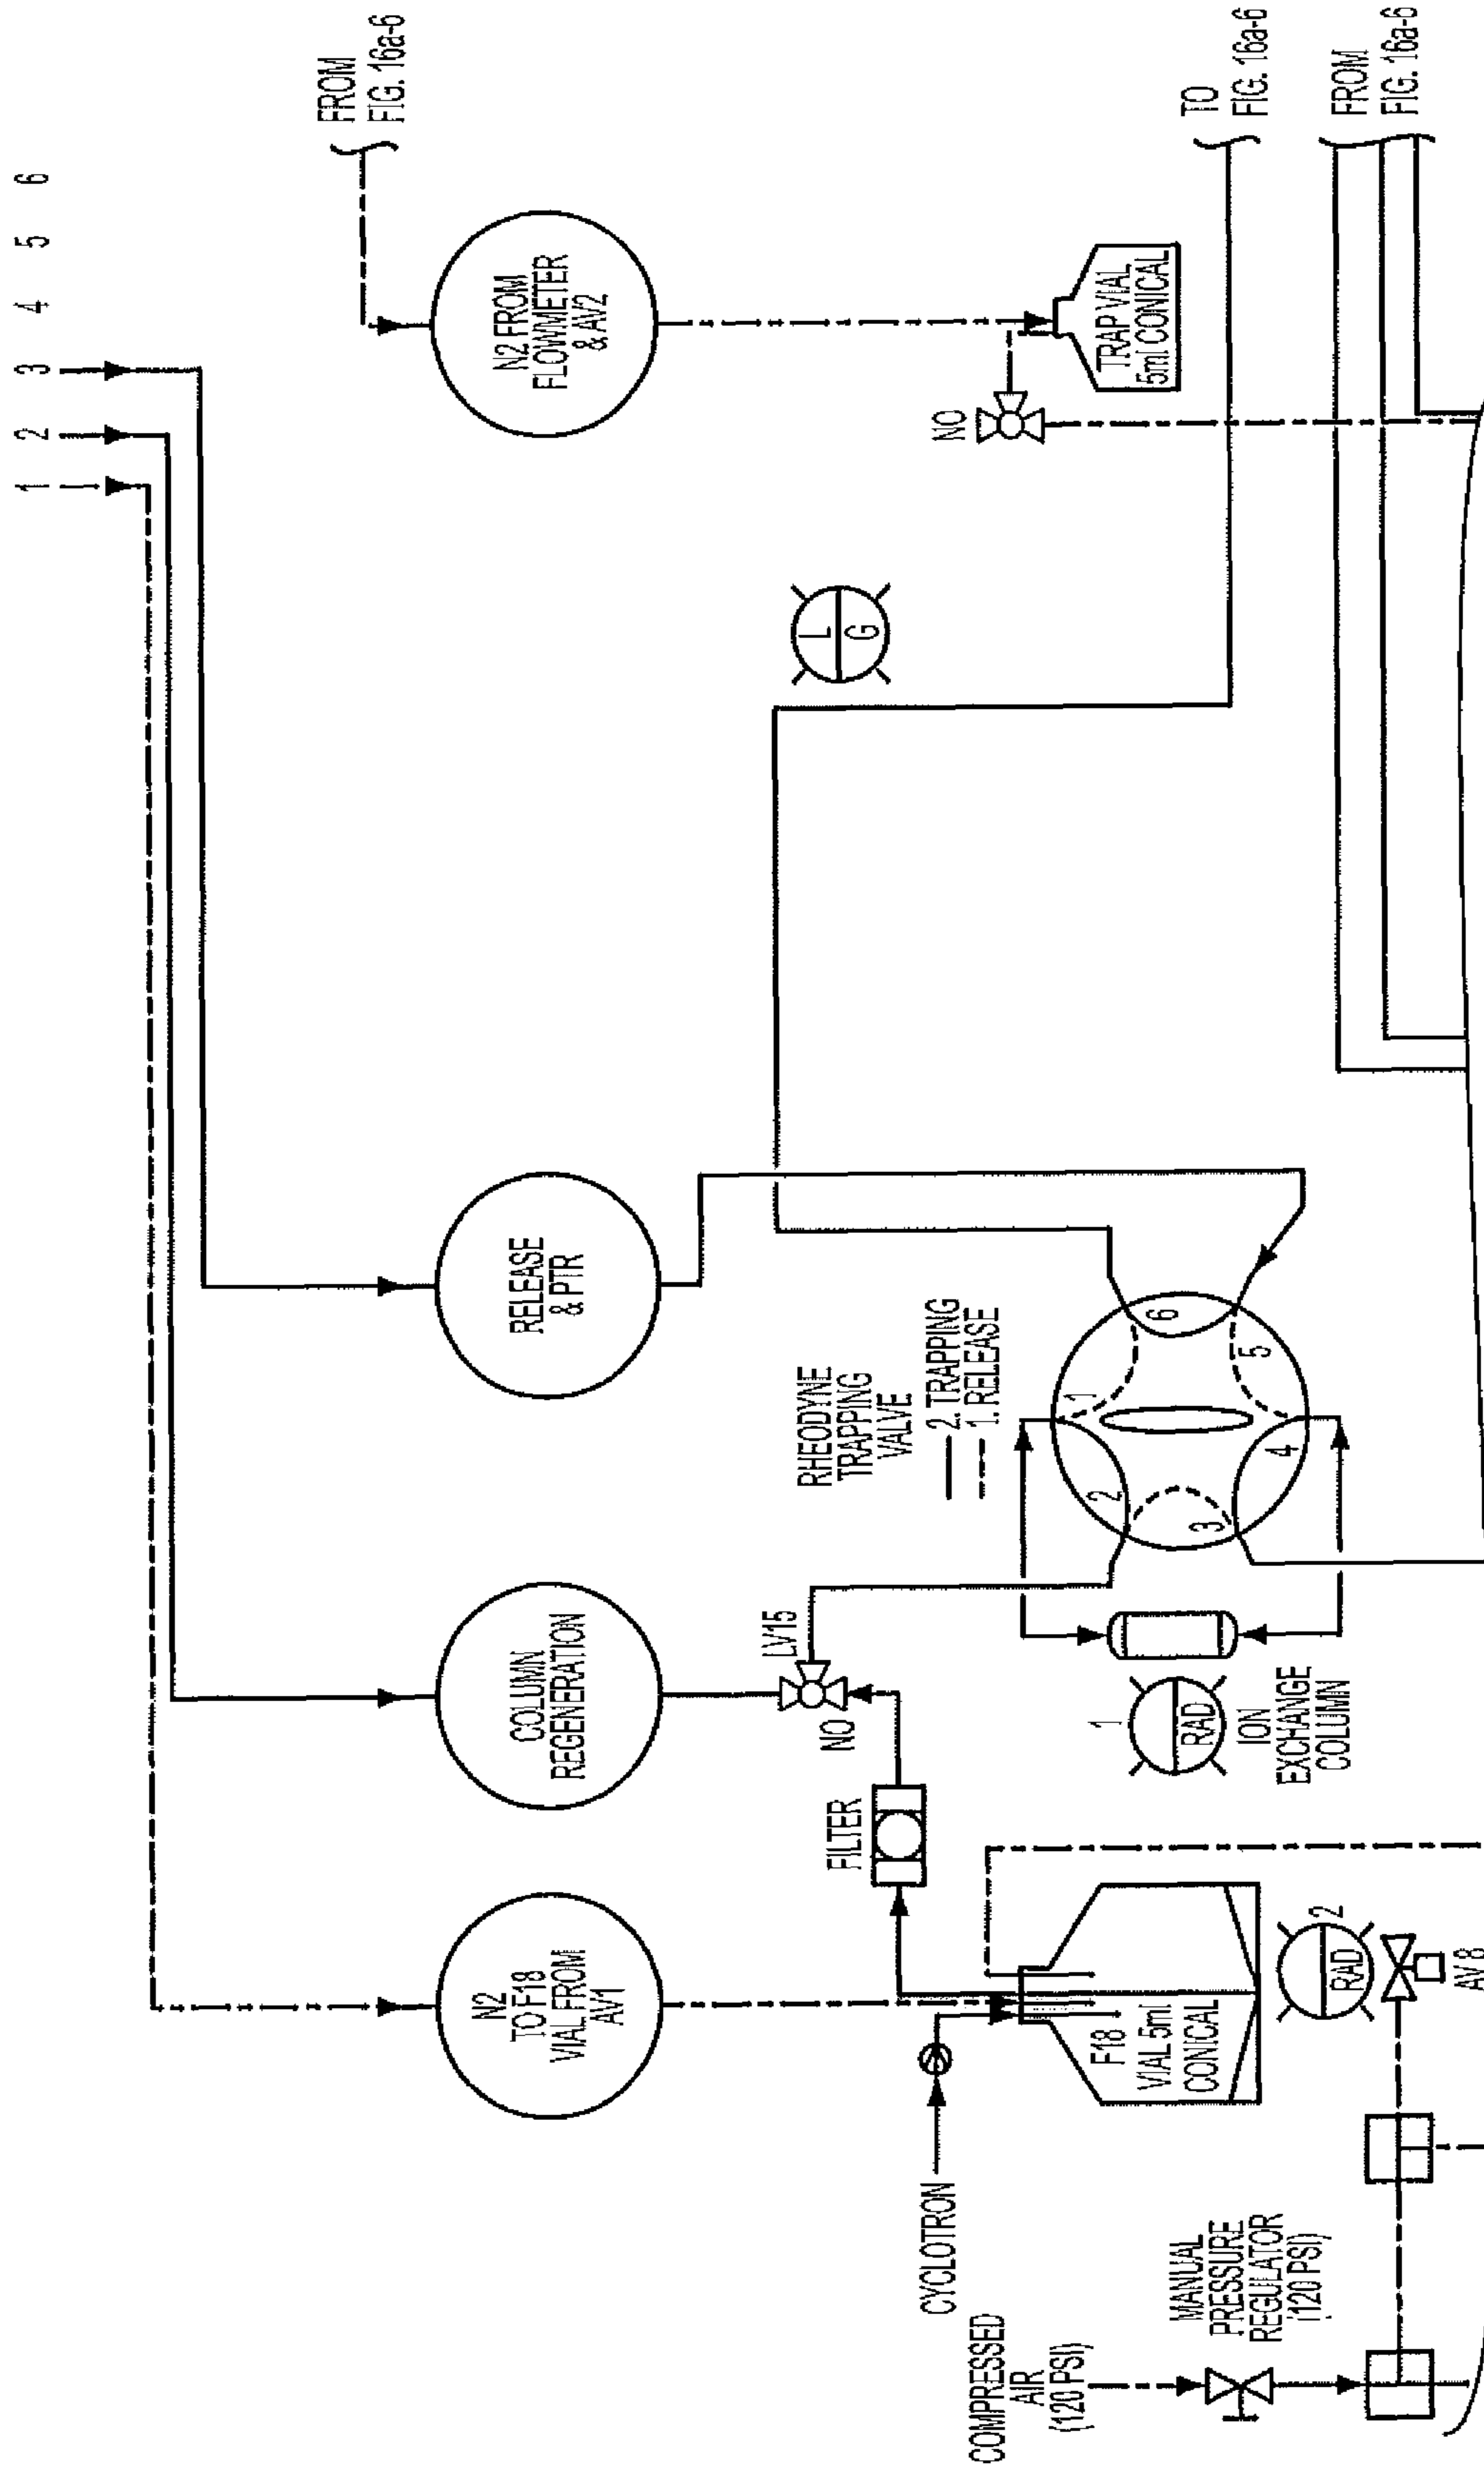 1 2 3 4 5 6
FROM
FIG. 16a-6
N2
TO F18
VIAL FROM
AV1
COLUMN
REGENERATION
RELEASE
& PTR
N2 FROM
FLOWMETER
& AV2
CYCLOTRON
FILTER
NO
LV15
RHEODYNE
TRAPPING
VALVE
2. TRAPPING
1. RELEASE
L
G
NO
TRAP VIAL
5ml CONICAL
TO
FIG. 16a-6
FROM
FIG. 16a-6
F18
VIAL 5ml
CONICAL
1
RAD
ION
EXCHANGE
COLUMN
1
2
3
4
5
6
COMPRESSED
AIR
(120 PSI)
MANUAL
PRESSURE
REGULATOR
(120 PSI)
RAD
2
AV 8